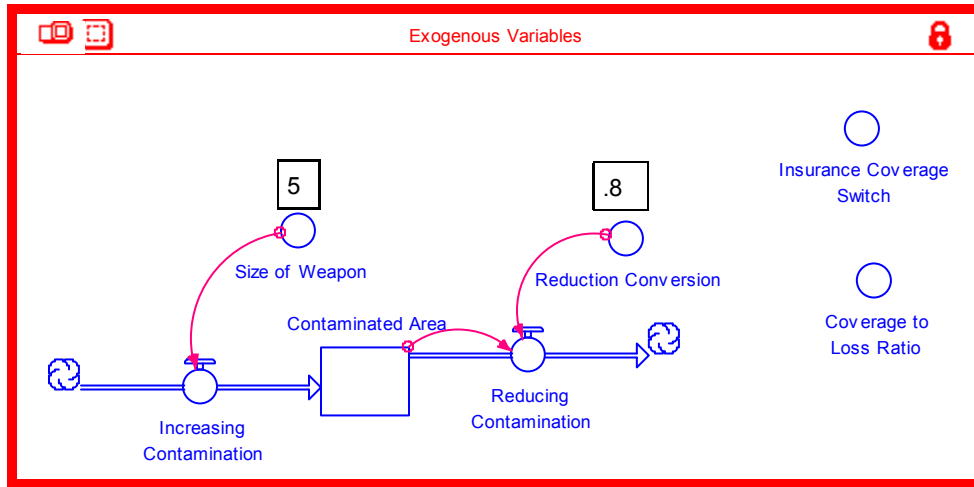 Exogenous Variables
5
.8
Insurance Coverage
Switch
Size of Weapon
Reduction Conversion
Contaminated Area
Coverage to
Loss Ratio
Reducing
Contamination
Increasing
Contamination